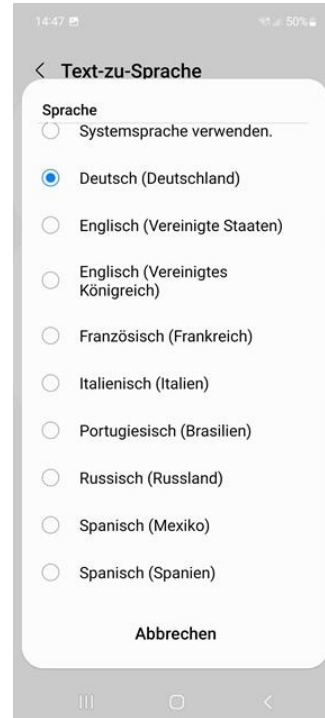 14:47
50%
Text-zu-Sprache
Sprache
Systemsprache verwenden.
Deutsch (Deutschland)
Englisch (Vereinigte Staaten)
Englisch (Vereinigtes
Königreich)
Französisch (Frankreich)
Italienisch (Italien)
Portugiesisch (Brasilien)
Russisch (Russland)
Spanisch (Mexiko)
Spanisch (Spanien)
Abbrechen